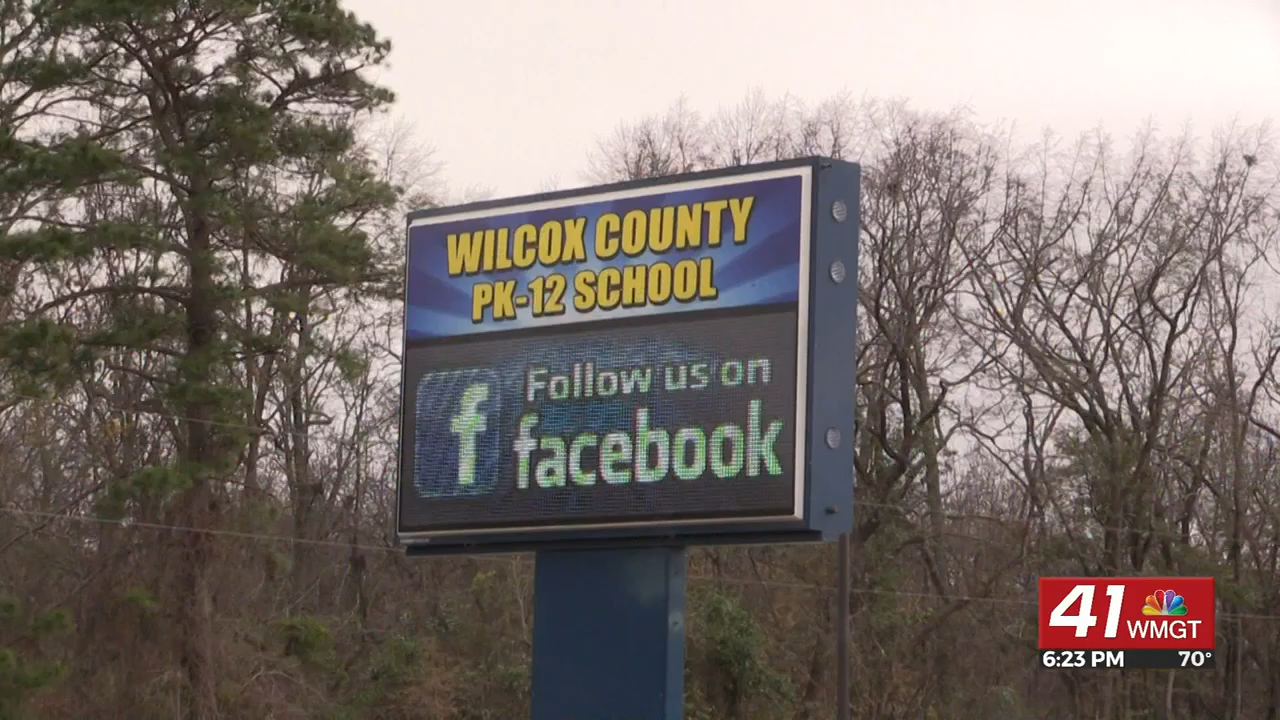 WILCOX COUNTY
PK-12 SCHOOL
f Follow us on
facebook
41 WMGT
6:23 PM 70°